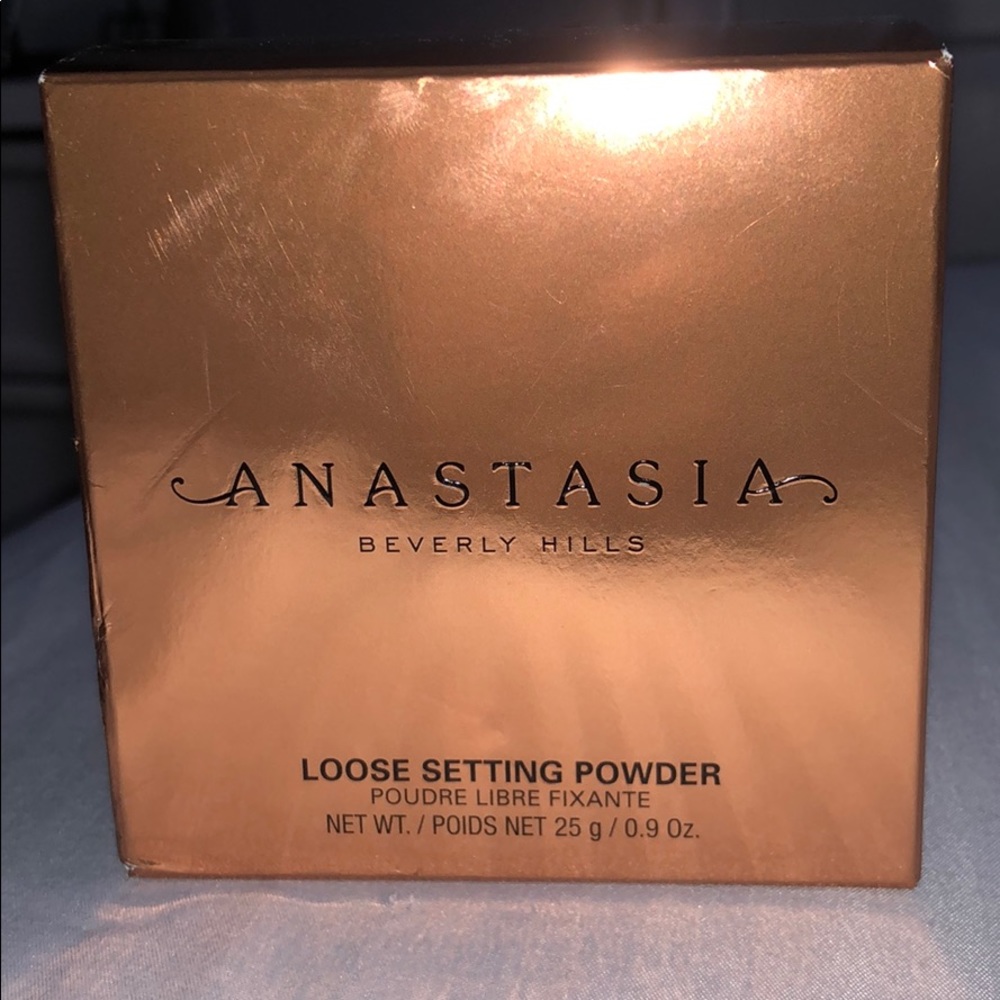 ANASTASIA
BEVERLY HILLS
LOOSE SETTING POWDER
POUDRE LIBRE FIXANTE
NET WT. / POIDS NET 25 g / 0.9 Oz.